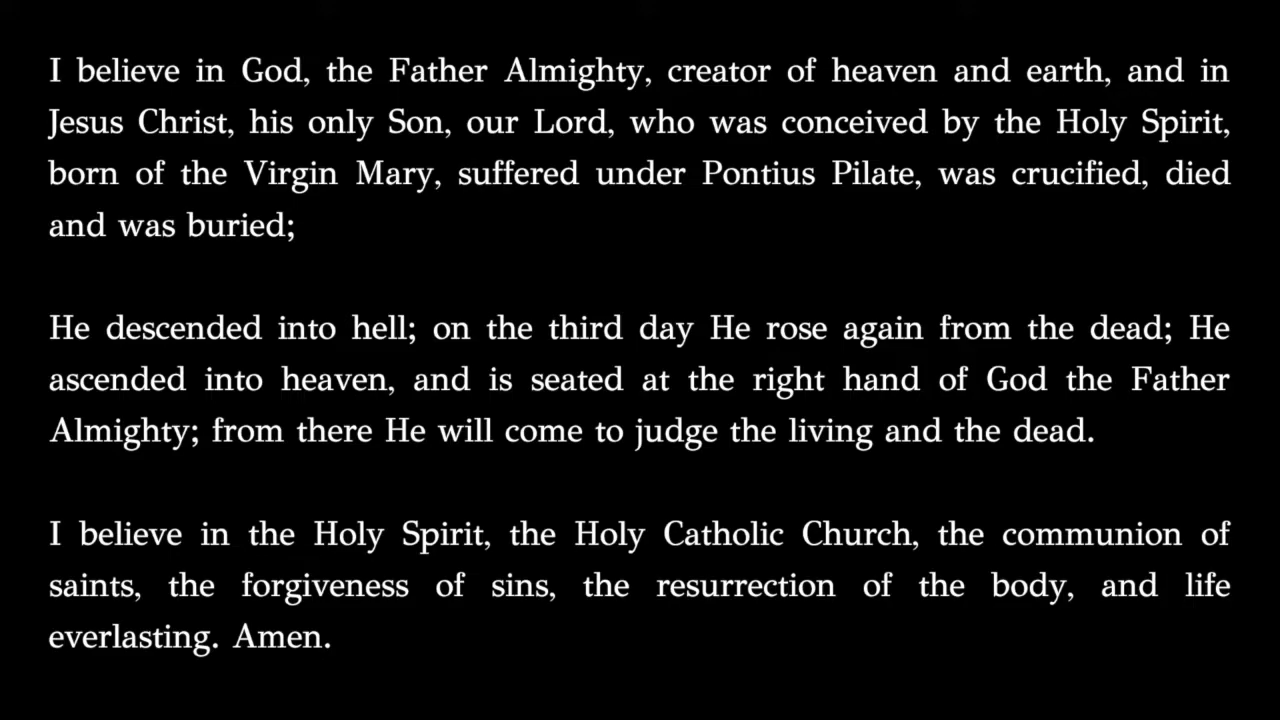 I believe in God, the Father Almighty, creator of heaven and earth, and in
Jesus Christ, his only Son, our Lord, who was conceived by the Holy Spirit,
born of the Virgin Mary, suffered under Pontius Pilate, was crucified, died
and was buried;
He descended into hell; on the third day He rose again from the dead; He
ascended into heaven, and is seated at the right hand of God the Father
Almighty; from there He will come to judge the living and the dead.
I believe in the Holy Spirit, the Holy Catholic Church, the communion of
saints, the forgiveness of sins, the resurrection of the body, and life
everlasting. Amen.